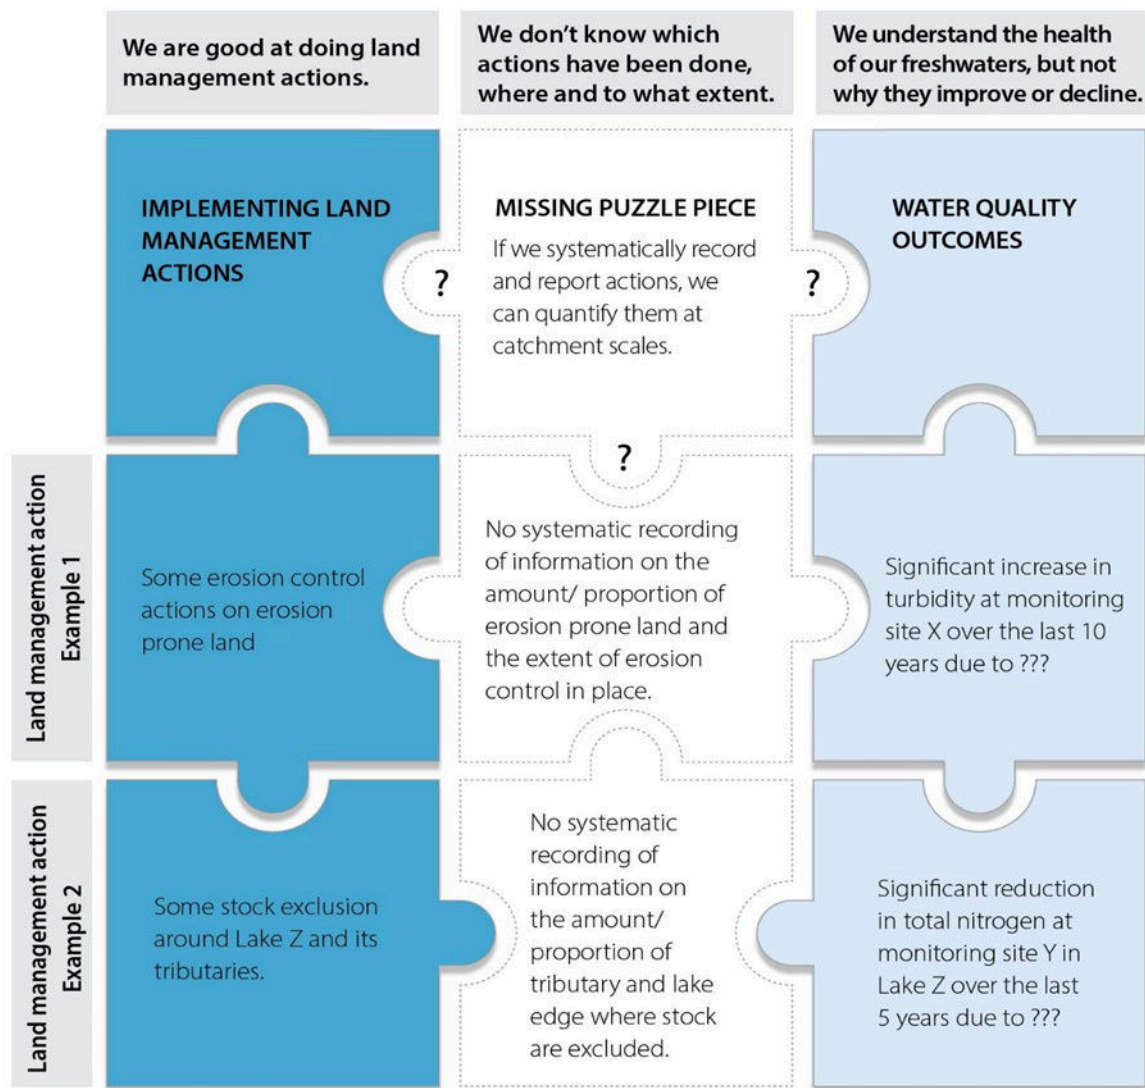 We are good at doing land
management actions.
We don’t know which
actions have been done,
where and to what extent.
We understand the health
of our freshwaters, but not
why they improve or decline.
IMPLEMENTING LAND
MANAGEMENT
ACTIONS
?
MISSING PUZZLE PIECE
If we systematically record
and report actions, we
can quantify them at
catchment scales.
?
WATER QUALITY
OUTCOMES
?
Land management action
Example 1
Some erosion control
actions on erosion
prone land
No systematic recording
of information on the
amount/ proportion of
erosion prone land and
the extent of erosion
control in place.
Significant increase in
turbidity at monitoring
site X over the last 10
years due to ???
Land management action
Example 2
Some stock exclusion
around Lake Z and its
tributaries.
No systematic
recording of
information on
the amount/
proportion of
tributary and lake
edge where stock
are excluded.
Significant reduction
in total nitrogen at
monitoring site Y in
Lake Z over the last
5 years due to ???